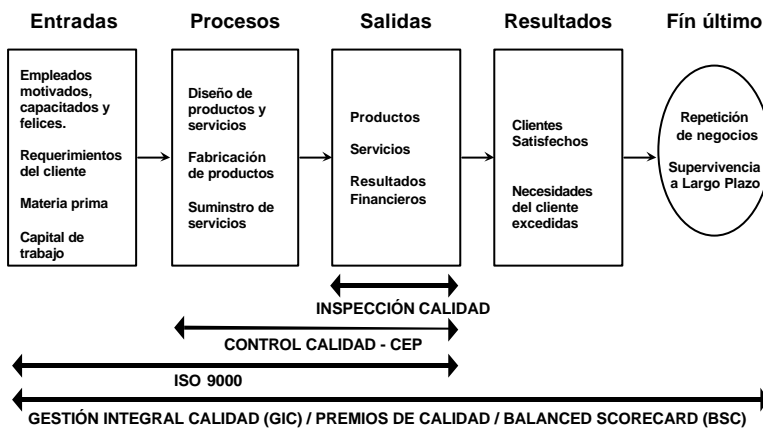 Entradas
Procesos
Salidas
Resultados
Fín último
Empleados
motivados,
capacitados y
felices.
Requerimientos
del cliente
Materia prima
Capital de
trabajo
Diseño de
productos y
servicios
Fabricación
de productos
Suminstro de
servicios
Productos
Servicios
Resultados
Financieros
Clientes
Satisfechos
Necesidades
del cliente
excedidas
Repetición
de negocios
Supervivencia
a Largo Plazo
INSPECCIÓN CALIDAD
CONTROL CALIDAD - CEP
ISO 9000
GESTIÓN INTEGRAL CALIDAD (GIC) / PREMIOS DE CALIDAD / BALANCED SCORECARD (BSC)